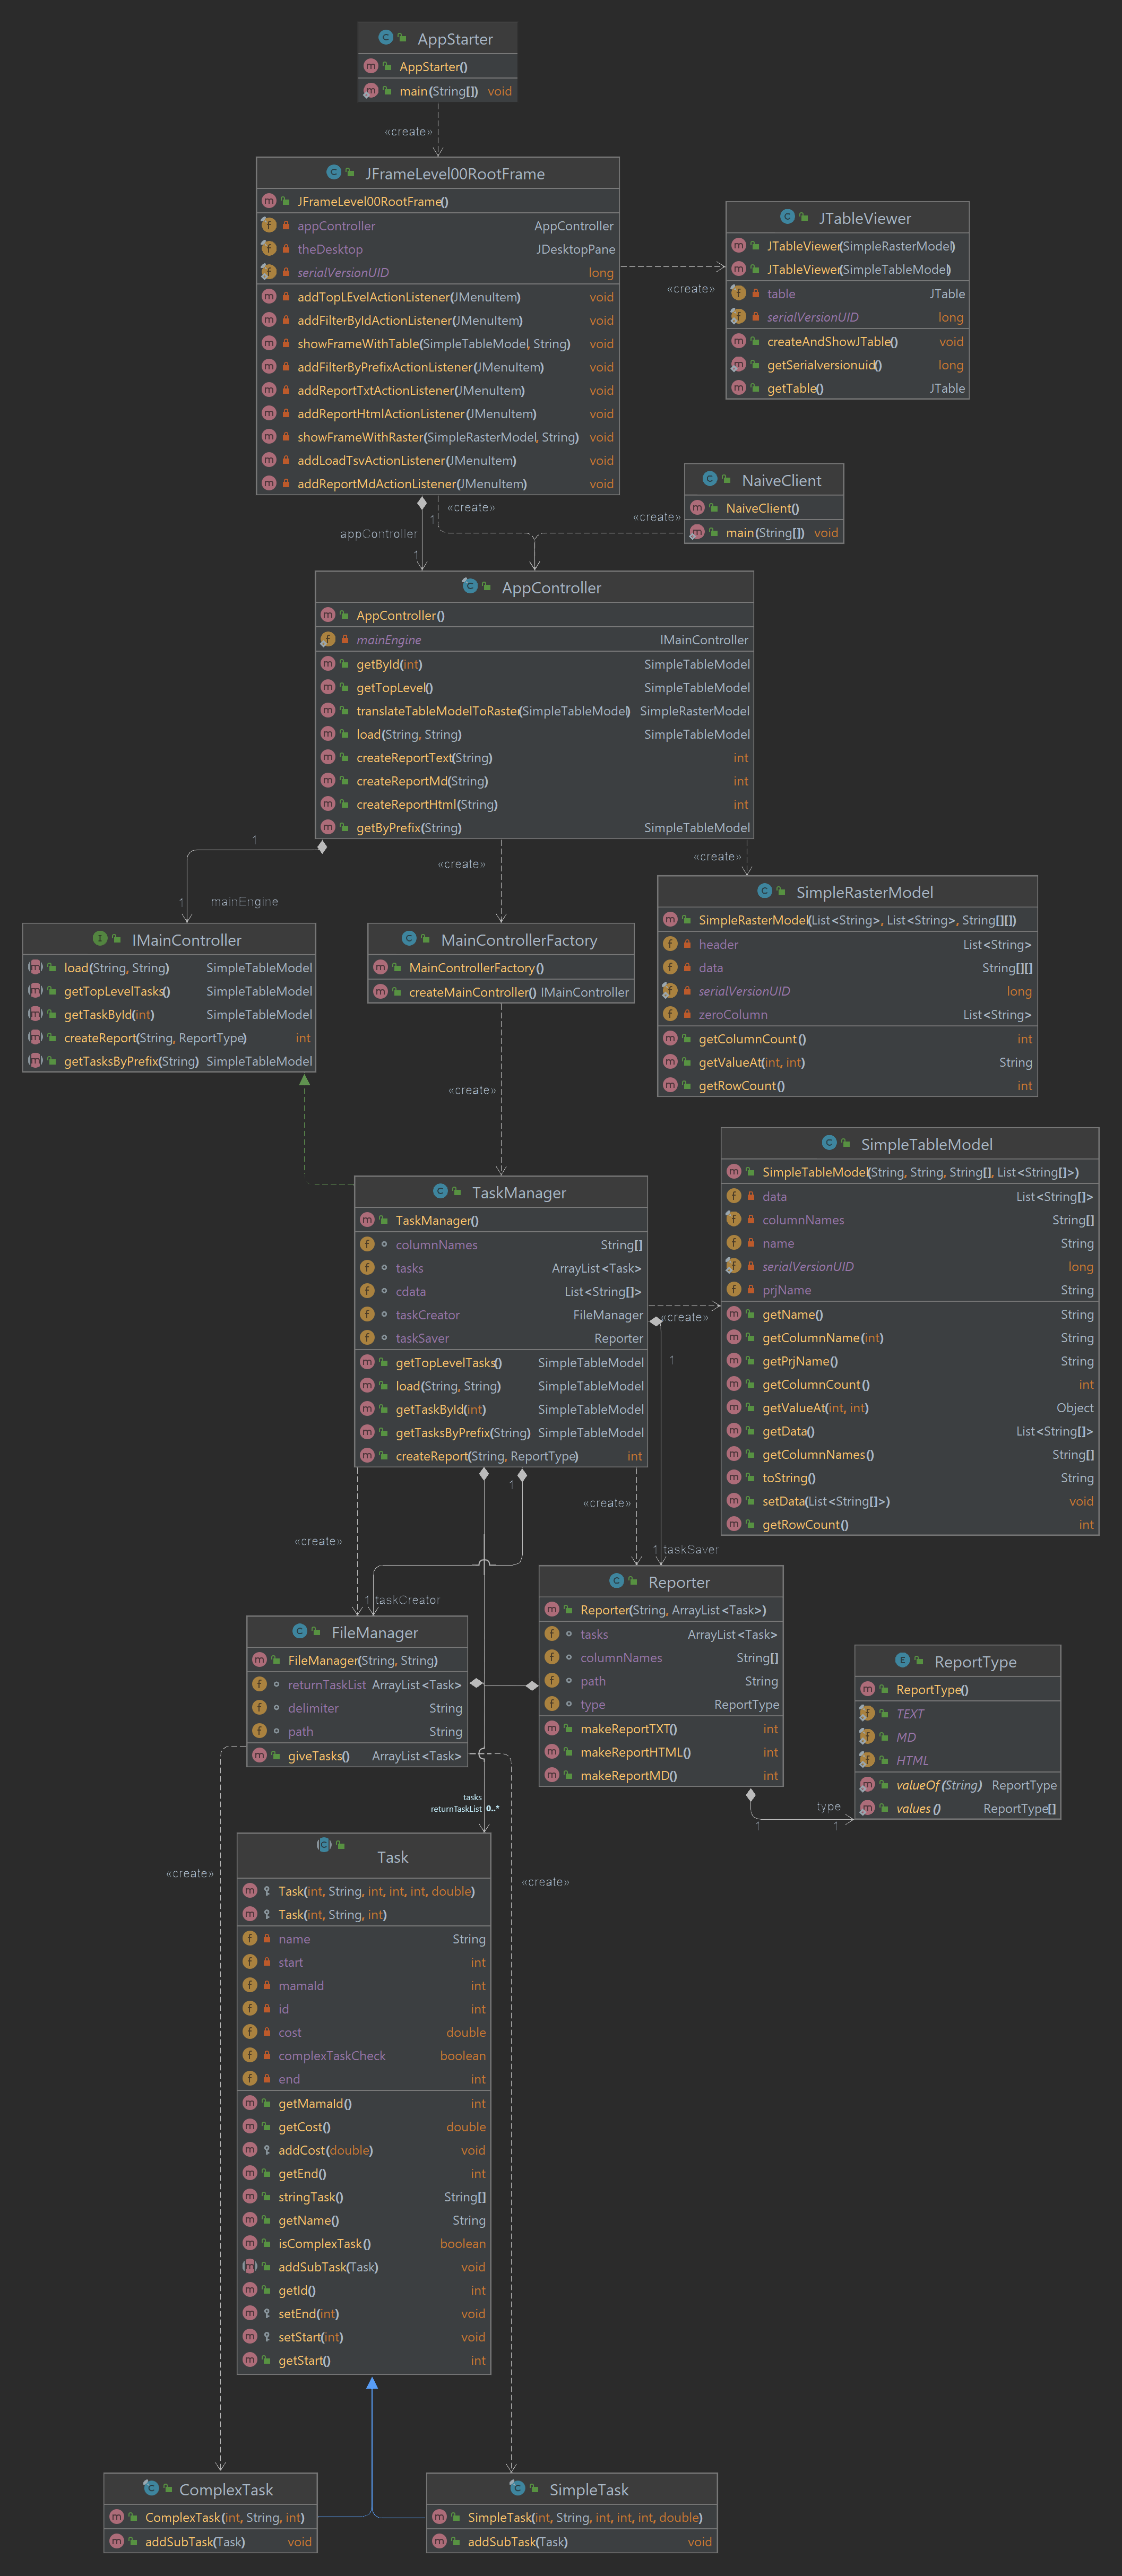 AppStarter
AppStarter()
main(String[]) void
«create»
JFrameLevel00RootFrame
JFrameLevel00RootFrame()
appController AppController
theDesktop JDesktopPane
serialVersionUID long
addTopLEvelActionListener(JMenuItem) void
addFilterByIdActionListener(JMenuItem) void
showFrameWithTable(SimpleTableModel, String) void
addFilterByPrefixActionListener(JMenuItem) void
addReportTxtActionListener(JMenuItem) void
addReportHtmlActionListener(JMenuItem) void
showFrameWithRaster(SimpleRasterModel, String) void
addLoadTsvActionListener(JMenuItem) void
addReportMdActionListener(JMenuItem) void
«create»
JTableViewer
JTableViewer(SimpleRasterModel)
JTableViewer(SimpleTableModel)
table JTable
serialVersionUID long
createAndShowJTable() void
getSerialversionuid() long
getTable() JTable
NaiveClient
NaiveClient()
main(String[]) void
«create»
«create»
1
appController
1
AppController
AppController()
mainEngine IMainController
getById(int) SimpleTableModel
getTopLevel() SimpleTableModel
translateTableModelToRaster(SimpleTableModel) SimpleRasterModel
load(String, String) SimpleTableModel
createReportText(String) int
createReportMd(String) int
createReportHtml(String) int
getByPrefix(String) SimpleTableModel
1
«create»
«create»
1
mainEngine
IMainController
load(String, String) SimpleTableModel
getTopLevelTasks() SimpleTableModel
getTaskById(int) SimpleTableModel
createReport(String, ReportType) int
getTasksByPrefix(String) SimpleTableModel
MainControllerFactory
MainControllerFactory()
createMainController() IMainController
SimpleRasterModel
SimpleRasterModel(List<String>, List<String>, String[][])
header List<String>
data String[][]
serialVersionUID long
zeroColumn List<String>
getColumnCount() int
getValueAt(int, int) String
getRowCount() int
«create»
TaskManager
TaskManager()
columnNames String[]
tasks ArrayList<Task>
cdata List<String[]>
taskCreator FileManager
taskSaver Reporter
getTopLevelTasks() SimpleTableModel
load(String, String) SimpleTableModel
getTaskById(int) SimpleTableModel
getTasksByPrefix(String) SimpleTableModel
createReport(String, ReportType) int
«create»
1
SimpleTableModel
SimpleTableModel(String, String, String[], List<String[]>)
data List<String[]>
columnNames String[]
name String
serialVersionUID long
prjName String
getName() String
getColumnName(int) String
getPrjName() String
getColumnCount() int
getValueAt(int, int) Object
getData() List<String[]>
getColumnNames() String[]
toString() String
setData(List<String[]>) void
getRowCount() int
1
«create»
«create»
1 taskSaver
1 taskCreator
FileManager
FileManager(String, String)
returnTaskList ArrayList<Task>
delimiter String
path String
giveTasks() ArrayList<Task>
Reporter
Reporter(String, ArrayList<Task>)
tasks ArrayList<Task>
columnNames String[]
path String
type ReportType
makeReportTXT() int
makeReportHTML() int
makeReportMD() int
ReportType
ReportType()
TEXT
MD
HTML
valueOf(String) ReportType
values() ReportType[]
type
1
1
tasks
returnTaskList 0..*
«create»
«create»
Task
Task(int, String, int, int, int, double)
Task(int, String, int)
name String
start int
mamaId int
id int
cost double
complexTaskCheck boolean
end int
getMamaId() int
getCost() double
addCost(double) void
getEnd() int
stringTask() String[]
getName() String
isComplexTask() boolean
addSubTask(Task) void
getId() int
setEnd(int) void
setStart(int) void
getStart() int
ComplexTask
ComplexTask(int, String, int)
addSubTask(Task) void
SimpleTask
SimpleTask(int, String, int, int, int, double)
addSubTask(Task) void